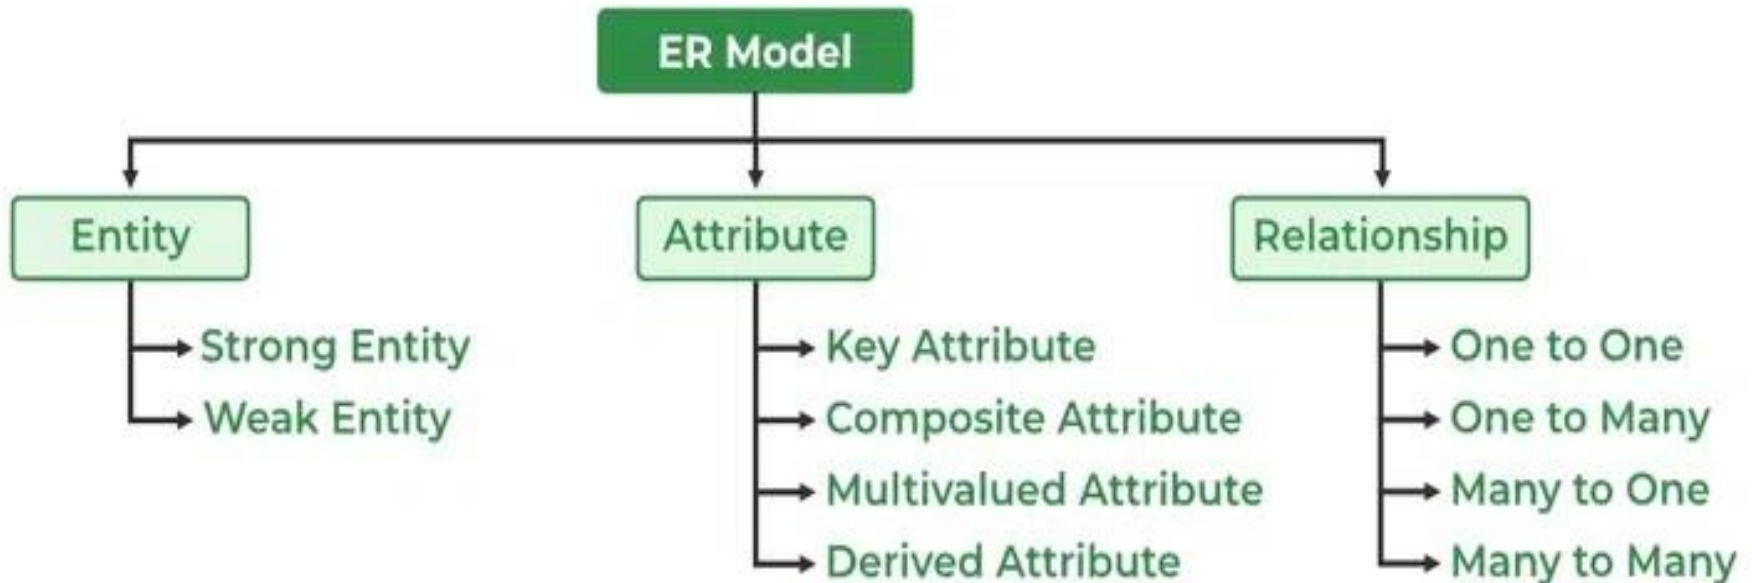 ER Model
Entity
Attribute
Relationship
Strong Entity
Weak Entity
Key Attribute
Composite Attribute
Multivalued Attribute
Derived Attribute
One to One
One to Many
Many to One
Many to Many